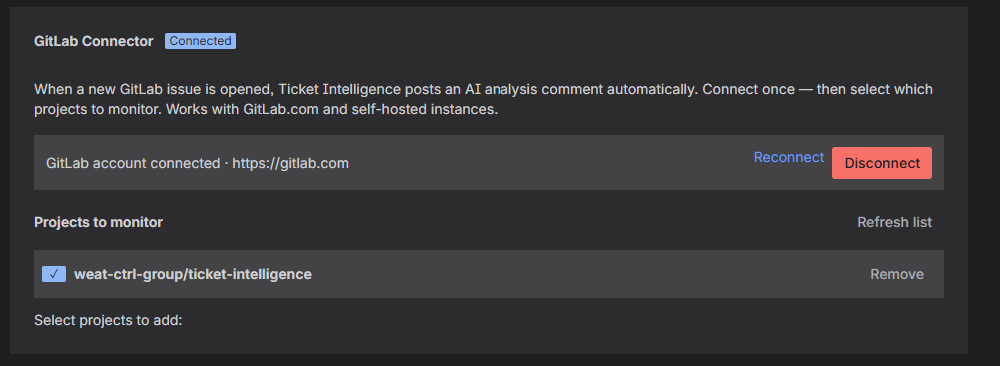 GitLab Connector Connected
When a new GitLab issue is opened, Ticket Intelligence posts an AI analysis comment automatically. Connect once — then select which
projects to monitor. Works with GitLab.com and self-hosted instances.
GitLab account connected · https://gitlab.com Reconnect Disconnect
Projects to monitor Refresh list
✓ weat-ctrl-group/ticket-intelligence Remove
Select projects to add: